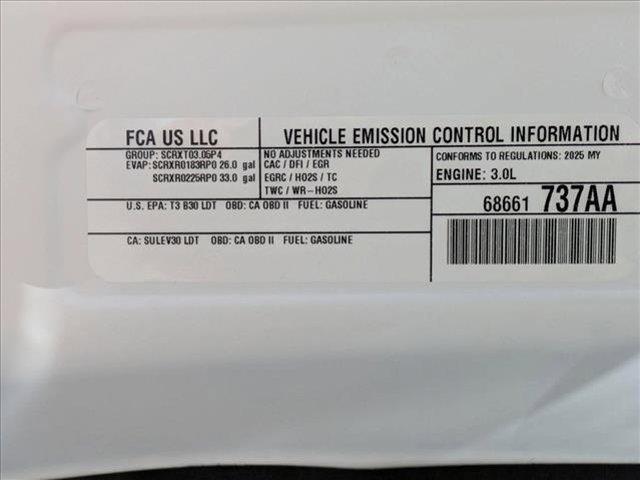 FCA US LLC
VEHICLE EMISSION CONTROL INFORMATION
GROUP: SCRXT03.05P4
EVAP: SCRXR0183RP0 26.0 gal
SCRXR0225RP0 33.0 gal
NO ADJUSTMENTS NEEDED
CAC / DFI / EGR
EGRC / HO2S / TC
TWC / WR-HO2S
CONFORMS TO REGULATIONS: 2025 MY
ENGINE: 3.0L
U.S. EPA: T3 B30 LDT OBD: CA OBD II FUEL: GASOLINE
CA: SULEV30 LDT OBD: CA OBD II FUEL: GASOLINE
68661 737AA